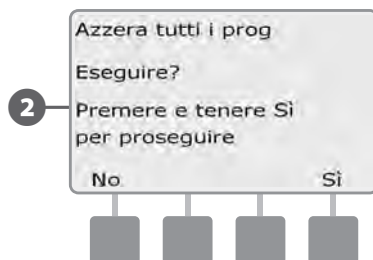 Azzera tutti i prog
Eseguire?
2
Premere e tenere Sì
per proseguire
No Sì